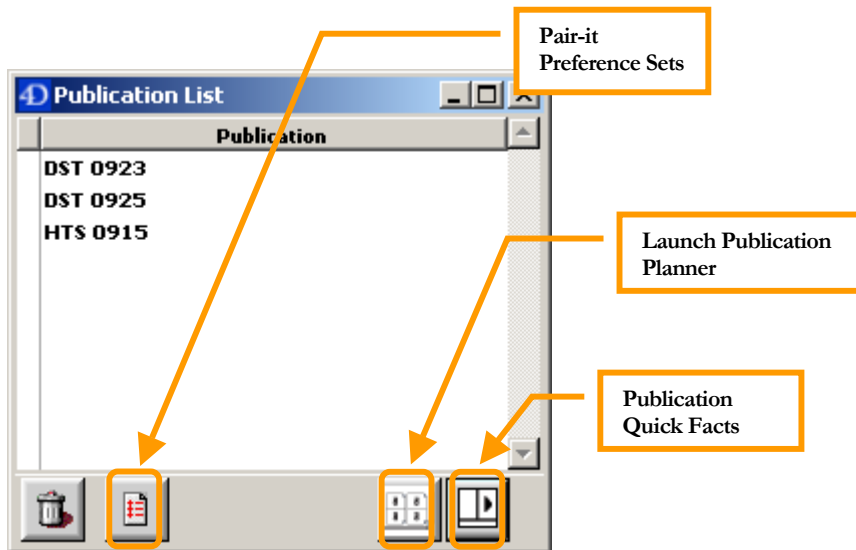 Pair-it
Preference Sets
4D Publication List
Publication
DST 0923
DST 0925
HTS 0915
Launch Publication
Planner
Publication
Quick Facts